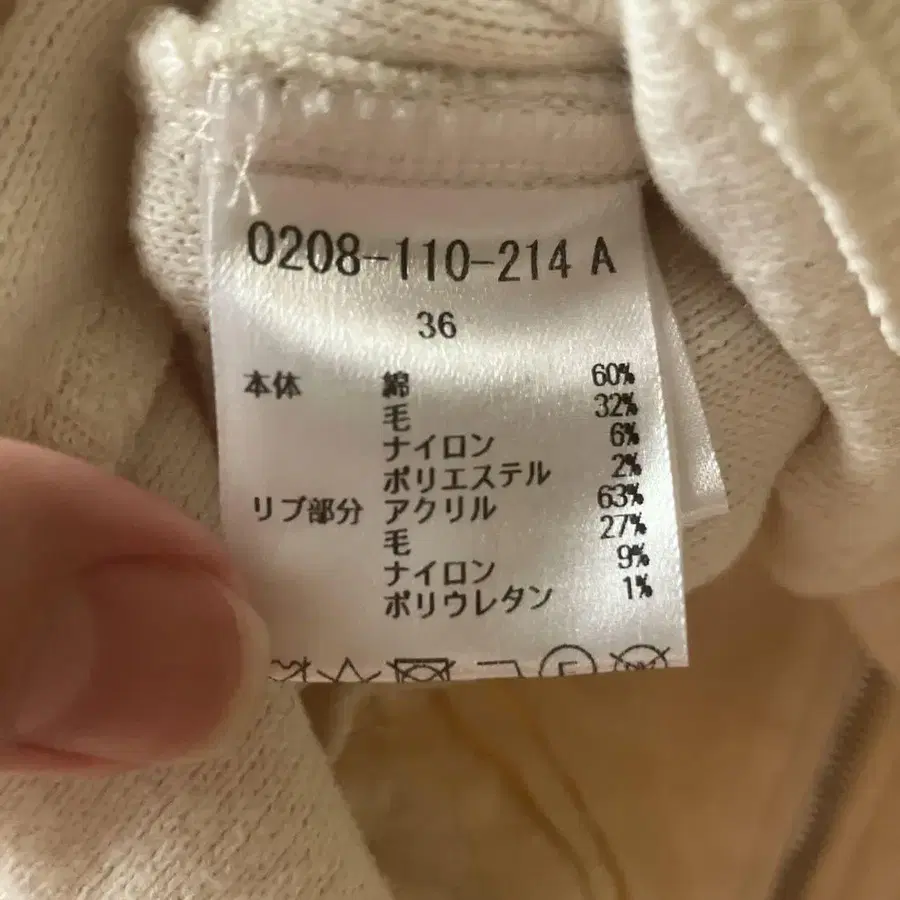 0208-110-214 A
36
本体 綿 60%
毛 32%
ナイロン 6%
ポリエステル 2%
リブ部分 アクリル 63%
毛 27%
ナイロン 9%
ポリウレタン 1%